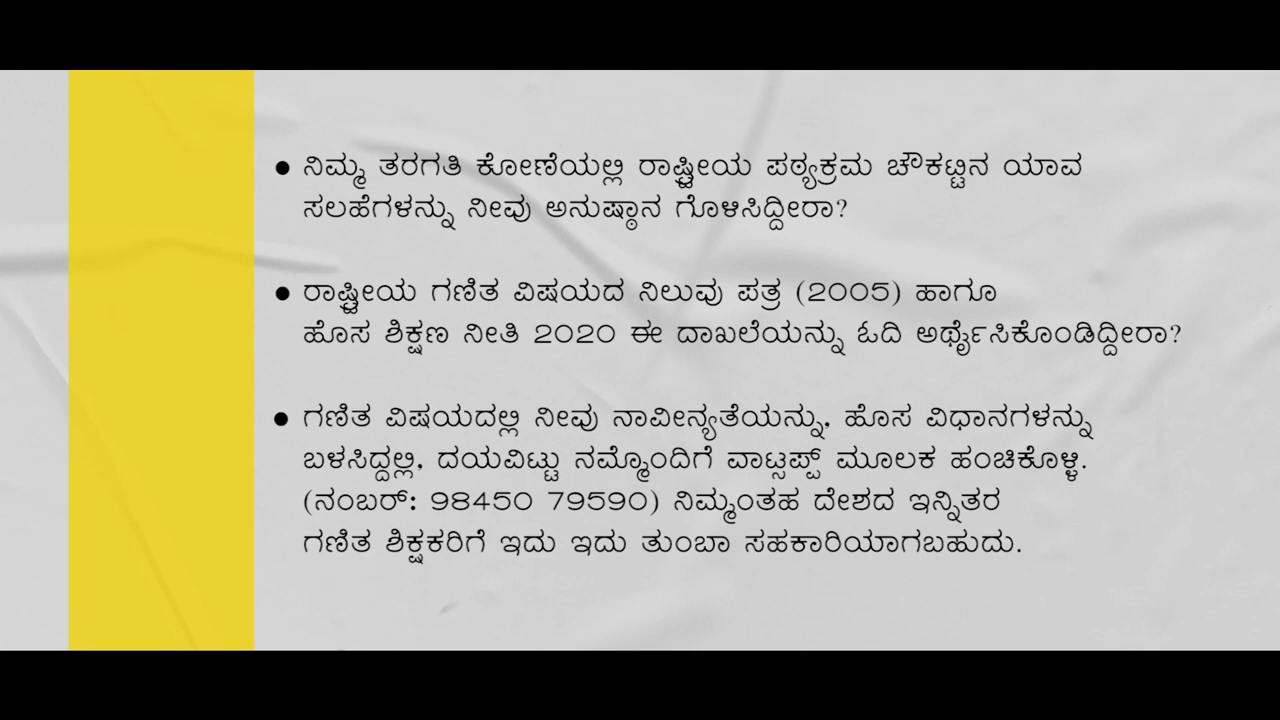 • ನಿಮ್ಮ ತರಗತಿ ಕೋಣೆಯಲ್ಲಿ ರಾಷ್ಟ್ರೀಯ ಪಠ್ಯಕ್ರಮ ಚೌಕಟ್ಟಿನ ಯಾವ
ಸಲಹೆಗಳನ್ನು ನೀವು ಅನುಷ್ಠಾನ ಗೊಳಿಸಿದ್ದೀರಾ?
• ರಾಷ್ಟ್ರೀಯ ಗಣಿತ ವಿಷಯದ ನಿಲುವು ಪತ್ರ (2005) ಹಾಗೂ
ಹೊಸ ಶಿಕ್ಷಣ ನೀತಿ 2020 ಈ ದಾಖಲೆಯನ್ನು ಓದಿ ಅರ್ಥೈಸಿಕೊಂಡಿದ್ದೀರಾ?
• ಗಣಿತ ವಿಷಯದಲ್ಲಿ ನೀವು ನಾವೀನ್ಯತೆಯನ್ನು, ಹೊಸ ವಿಧಾನಗಳನ್ನು
ಬಳಸಿದ್ದಲ್ಲಿ, ದಯವಿಟ್ಟು ನಮ್ಮೊಂದಿಗೆ ವಾಟ್ಸಪ್ಪ್ ಮೂಲಕ ಹಂಚಿಕೊಳ್ಳಿ.
(ನಂಬರ್: 98450 79590) ನಿಮ್ಮಂತಹ ದೇಶದ ಇನ್ನಿತರ
ಗಣಿತ ಶಿಕ್ಷಕರಿಗೆ ಇದು ಇದು ತುಂಬಾ ಸಹಕಾರಿಯಾಗಬಹುದು.